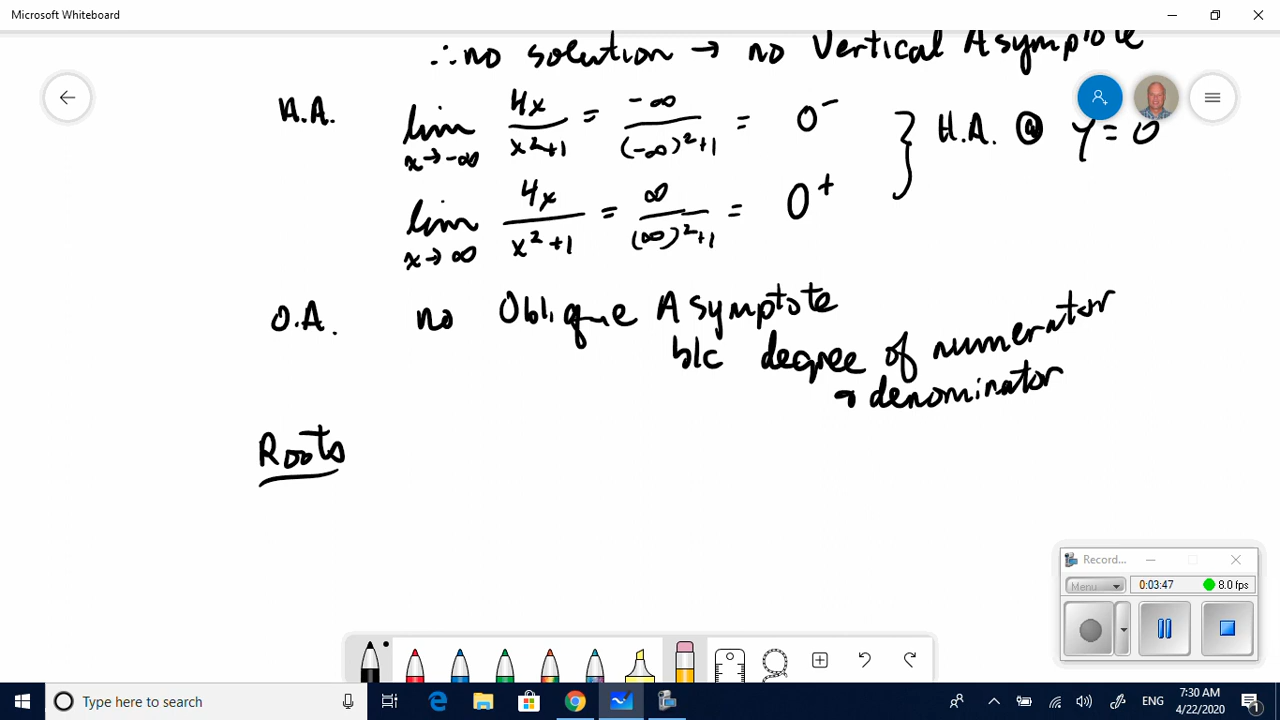 Microsoft Whiteboard
∴no solution → no Vertical Asymptote
H.A. lim x→-∞ 4x/(x²+1) = -∞/((-∞)²+1) = 0⁻
lim x→∞ 4x/(x²+1) = ∞/((∞)²+1) = 0⁺
} H.A. @ y=0
O.A. no Oblique Asymptote
b/c degree of numerator
denominator
Roots
Record...
Menu
0:03:47
8.0 fps
Type here to search
ENG
7:30 AM
4/22/2020
1